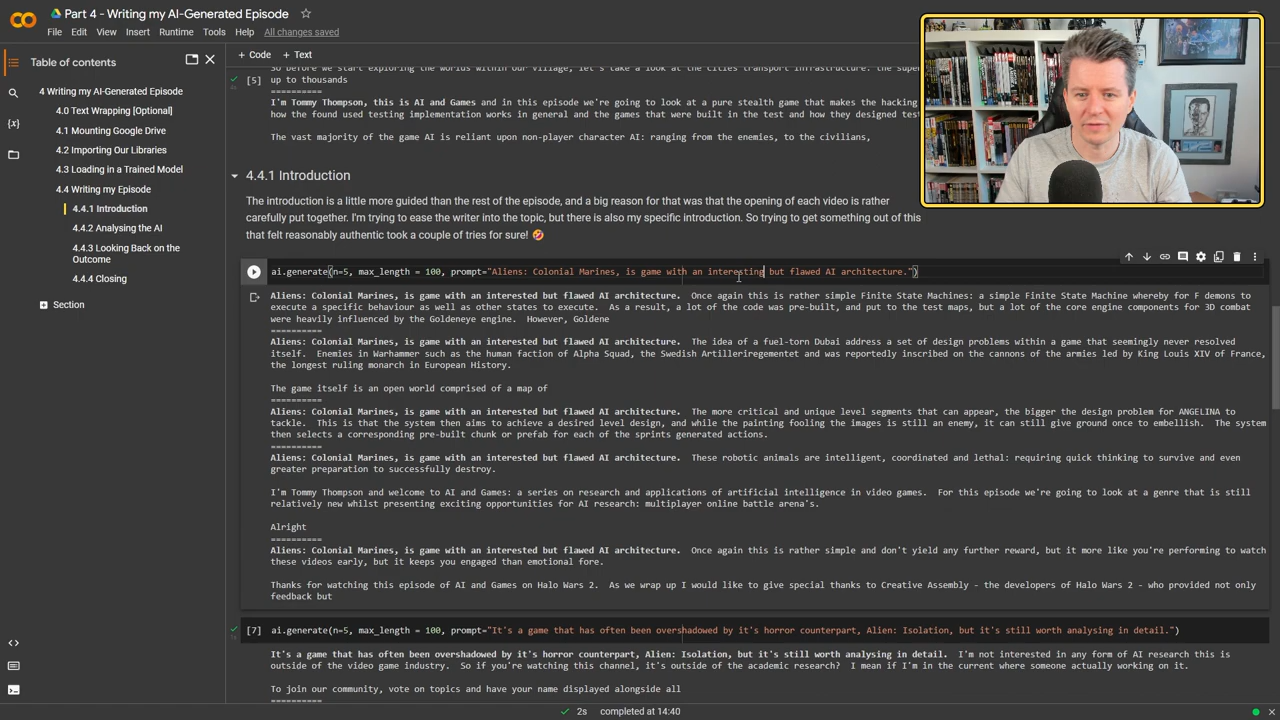 Part 4 - Writing my AI-Generated Episode
File Edit View Insert Runtime Tools Help All changes saved
Table of contents
4 Writing my AI-Generated Episode
4.0 Text Wrapping [Optional]
4.1 Mounting Google Drive
4.2 Importing Our Libraries
4.3 Loading in a Trained Model
4.4 Writing my Episode
4.4.1 Introduction
4.4.2 Analysing the AI
4.4.3 Looking Back on the
Economy
4.4.4 Closing
Section
+ Code + Text
So before we start exploring the worlds within our village, let's take a look at the cities transport infrastructure. the super
[5] up to thousands
==========
I'm Tommy Thompson, this is AI and Games and in this episode we're going to look at a pure stealth game that makes the hacking
how the found used testing implementation works in general and the games that were built in the test and how they designed test
The vast majority of the game AI is reliant upon non-player character AI: ranging from the enemies, to the civilians,
4.4.1 Introduction
The introduction is a little more guided than the rest of the episode, and a big reason for that was that the opening of each video is rather
carefully put together. I'm trying to ease the writer into the topic, but there is also my specific introduction. So trying to get something out of this
that felt reasonably authentic took a couple of tries for sure! 🤣
ai.generate(n=5, max_length = 100, prompt="Aliens: Colonial Marines, is game with an interesting but flawed AI architecture.")
Aliens: Colonial Marines, is game with an interested but flawed AI architecture. Once again this is rather simple Finite State Machines: a simple Finite State Machine whereby for F demons to
execute a specific behaviour as well as other states to execute. As a result, a lot of the code was pre-built, and put to the test maps, but a lot of the core engine components for 3D combat
were heavily influenced by the Goldeneye engine. However, Goldene
==========
Aliens: Colonial Marines, is game with an interested but flawed AI architecture. The idea of a fuel-torn Dubai address a set of design problems within a game that seemingly never resolved
itself. Enemies in Warhammer such as the human faction of Alpha Squad, the Swedish Artilleriregementet and was reportedly inscribed on the cannons of the armies led by King Louis XIV of France,
the longest ruling monarch in European History.
The game itself is an open world comprised of a map of
==========
Aliens: Colonial Marines, is game with an interested but flawed AI architecture. The more critical and unique level segments that can appear, the bigger the design problem for ANGELINA to
tackle. This is that the system then aims to achieve a desired level design, and while the painting fooling the images is still an enemy, it can still give ground once to embellish. The system
then selects a corresponding pre-built chunk or prefab for each of the sprints generated actions.
==========
Aliens: Colonial Marines, is game with an interested but flawed AI architecture. These robotic animals are intelligent, coordinated and lethal: requiring quick thinking to survive and even
greater preparation to successfully destroy.
I'm Tommy Thompson and welcome to AI and Games: a series on research and applications of artificial intelligence in video games. For this episode we're going to look at a genre that is still
relatively new whilst presenting exciting opportunities for AI research: multiplayer online battle arena's.
Alright
==========
Aliens: Colonial Marines, is game with an interested but flawed AI architecture. Once again this is rather simple and don't yield any further reward, but it more like you're performing to watch
these videos early, but it keeps you engaged than emotional fore.
Thanks for watching this episode of AI and Games on Halo Wars 2. As we wrap up I would like to give special thanks to Creative Assembly - the developers of Halo Wars 2 - who provided not only
feedback but
[7] ai.generate(n=5, max_length = 100, prompt="It's a game that has often been overshadowed by it's horror counterpart, Alien: Isolation, but it's still worth analysing in detail.")
It's a game that has often been overshadowed by it's horror counterpart, Alien: Isolation, but it's still worth analysing in detail. I'm not interested in any form of AI research this is
outside of the video game industry. So if you're watching this channel, it's outside of the academic research? I mean if I'm in the current where someone actually working on it.
To join our community, vote on topics and have your name displayed alongside all
==========
2s completed at 14:40